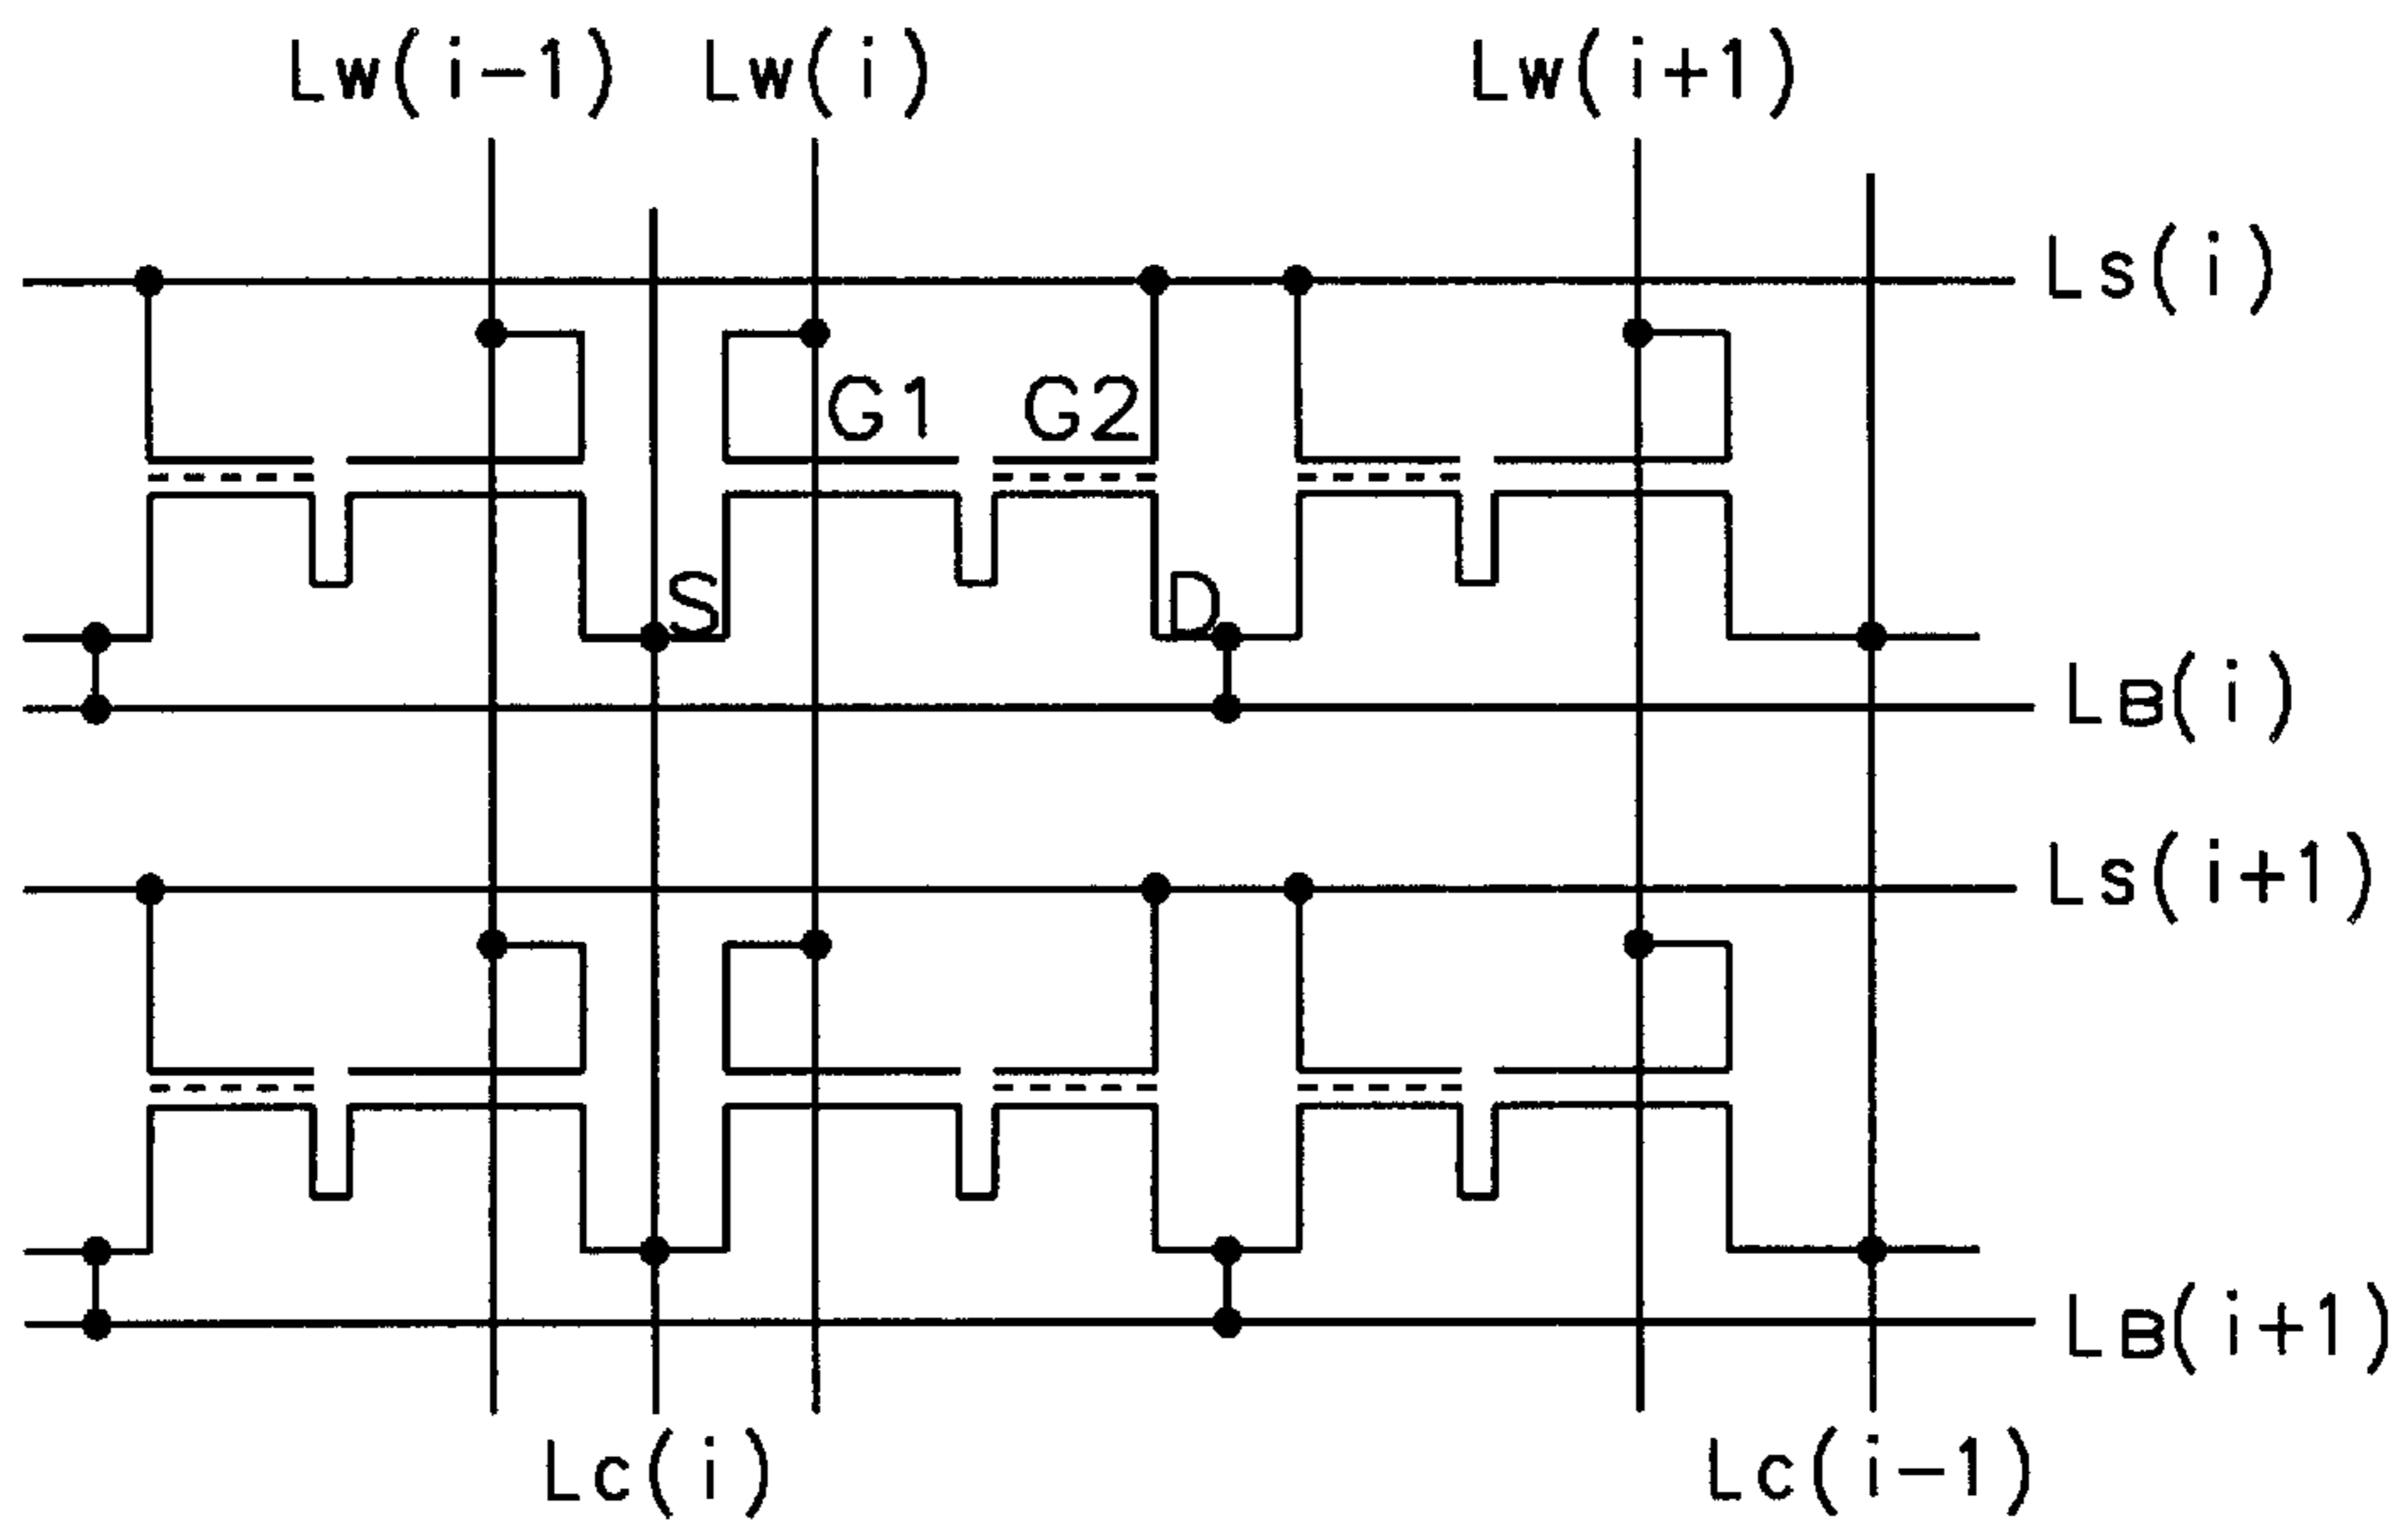 Lw(i-1) Lw(i) Lw(i+1)
Ls(i)
G1 G2
S D
LB(i)
Ls(i+1)
LB(i+1)
Lc(i) Lc(i-1)